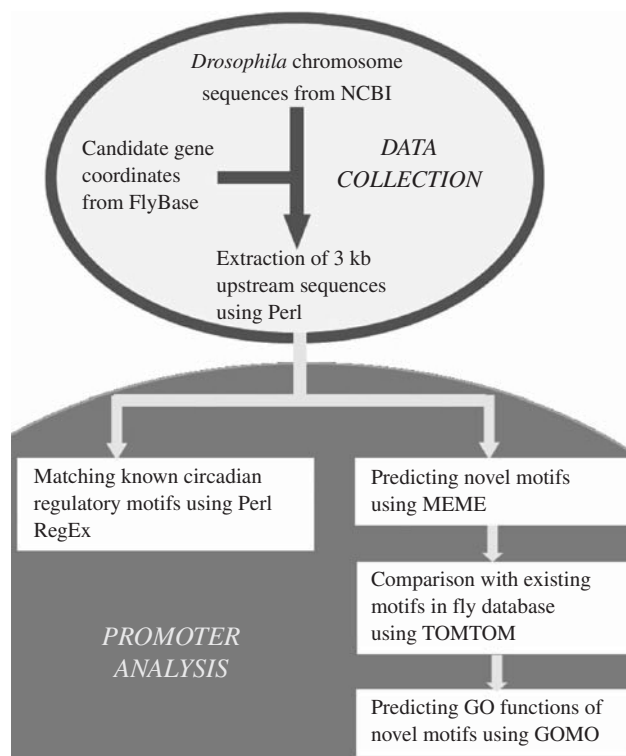 Drosophila chromosome
sequences from NCBI
Candidate gene
coordinates
from FlyBase
DATA
COLLECTION
Extraction of 3 kb
upstream sequences
using Perl
Matching known circadian
regulatory motifs using Perl
RegEx
Predicting novel motifs
using MEME
Comparison with existing
motifs in fly database
using TOMTOM
PROMOTER
ANALYSIS
Predicting GO functions of
novel motifs using GOMO